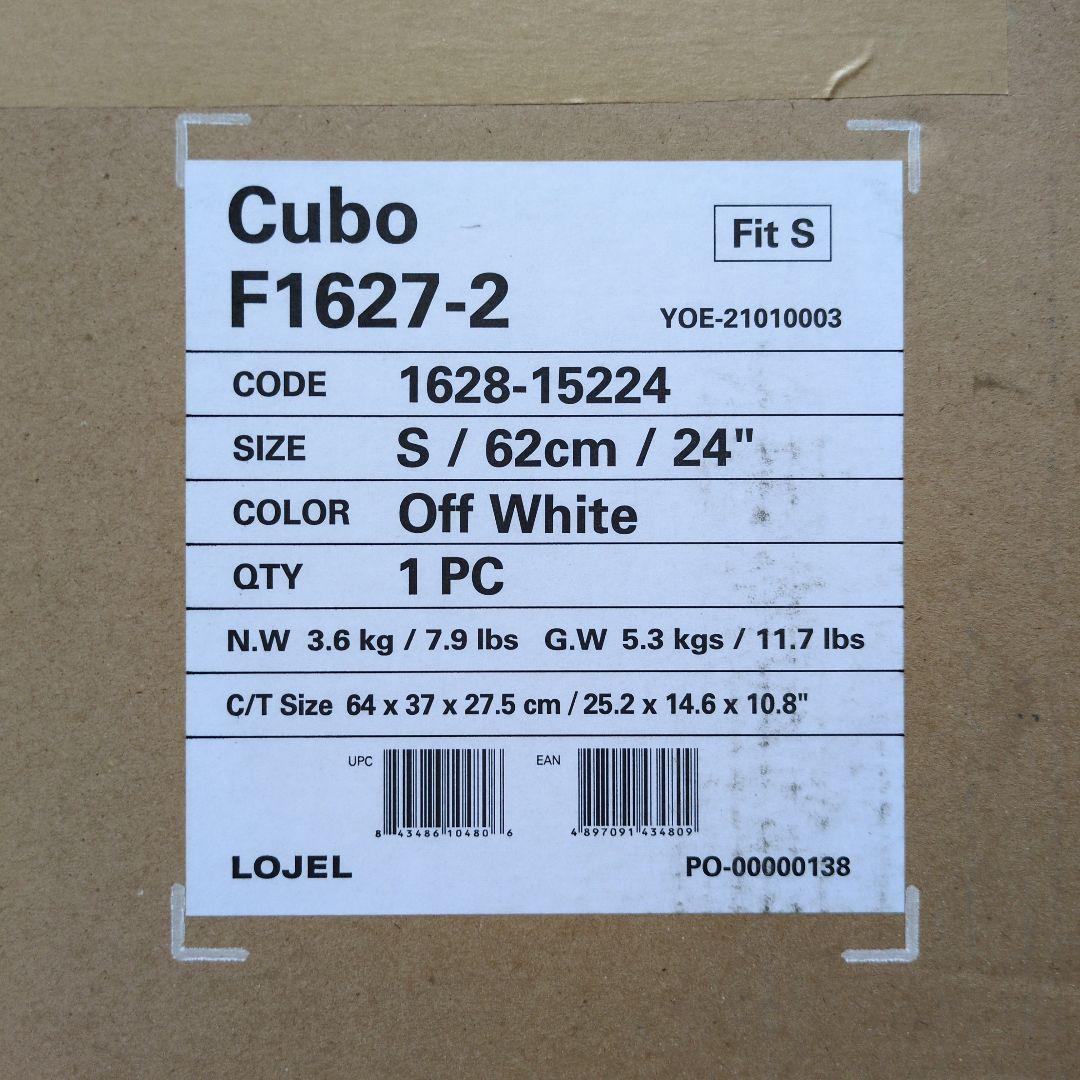 Cubo
Fit S
F1627-2
YOE-21010003
CODE 1628-15224
SIZE S / 62cm / 24"
COLOR Off White
QTY 1 PC
N.W 3.6 kg / 7.9 lbs G.W 5.3 kgs / 11.7 lbs
C/T Size 64 x 37 x 27.5 cm / 25.2 x 14.6 x 10.8"
UPC
8 43486 10480 6
EAN
4 897091 434809
LOJEL
PO-00000138